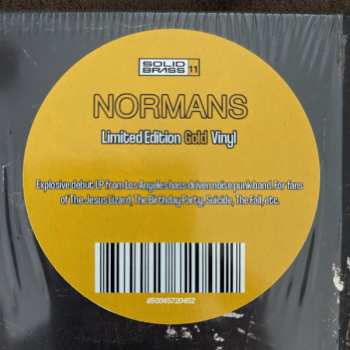 SOLID BRASS 11
NORMANS
Limited Edition Gold Vinyl
Explosive debut LP from Los Angeles bass driven noise punk band. For fans
of The Jesus Lizard, The Birthday Party, Suicide, The Fall, etc.
850045720452